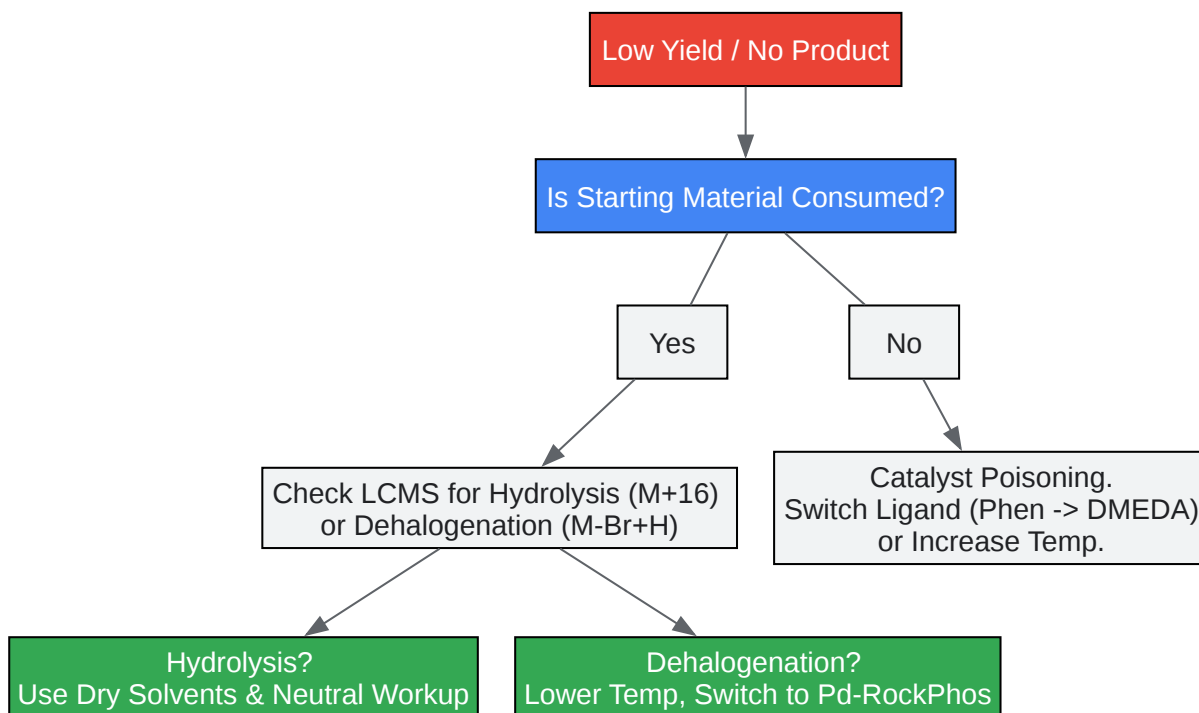 Low Yield / No Product
Is Starting Material Consumed?
Yes
No
Check LCMS for Hydrolysis (M+16)
or Dehalogenation (M-Br+H)
Catalyst Poisoning.
Switch Ligand (Phen -> DMEDA)
or Increase Temp.
Hydrolysis?
Use Dry Solvents & Neutral Workup
Dehalogenation?
Lower Temp, Switch to Pd-RockPhos